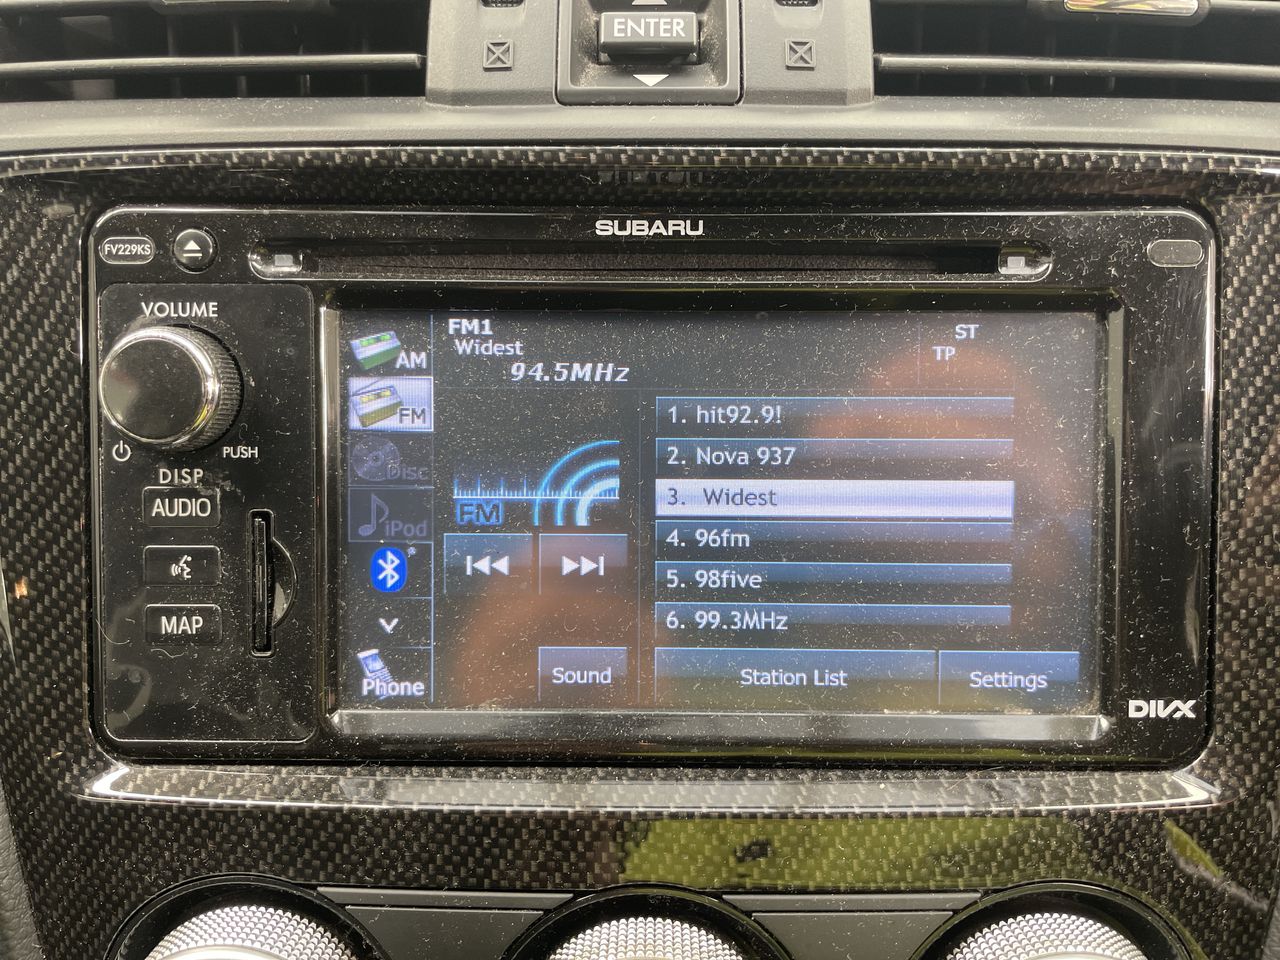 ENTER
SUBARU
FV229KS
VOLUME
PUSH
DISP
AUDIO
MAP
AM
FM
Disc
iPod
Phone
FM1
Widest
94.5MHz
ST
TP
FM
Sound
1. hit92.9!
2. Nova 937
3. Widest
4. 96fm
5. 98five
6. 99.3MHz
Station List
Settings
DIVX